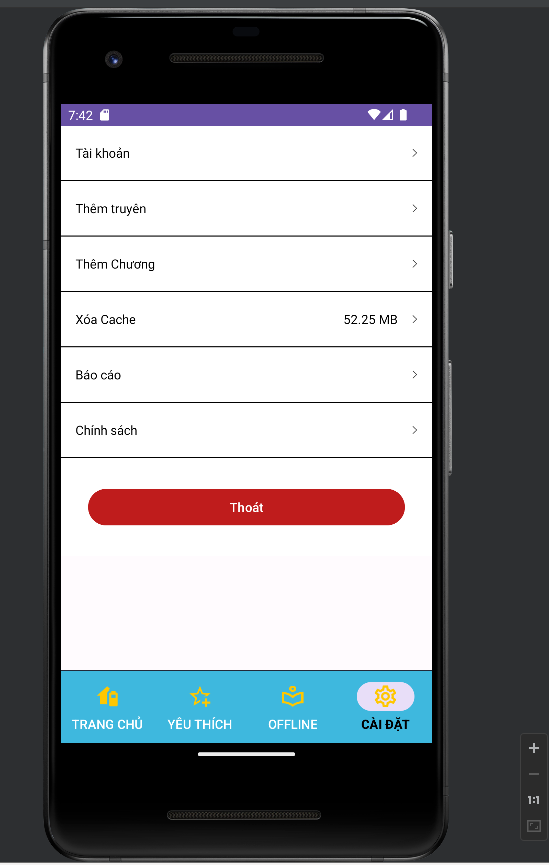 7:42
Tài khoản
Thêm truyên
Thêm Chương
Xóa Cache 52.25 MB
Báo cáo
Chính sách
Thoát
TRANG CHỦ YÊU THÍCH OFFLINE CÀI ĐẶT
1:1